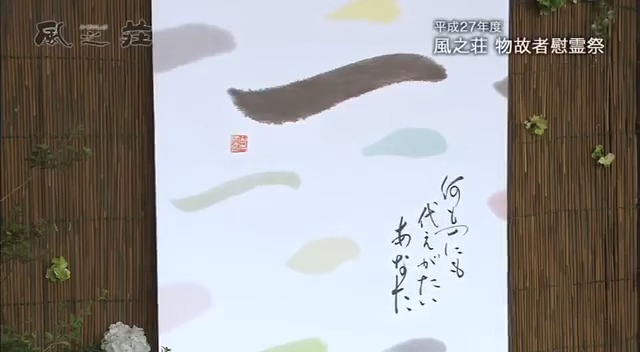 風之荘
平成27年度
風之荘 物故者慰霊祭
一
何ものにも
代えがたい
あなた